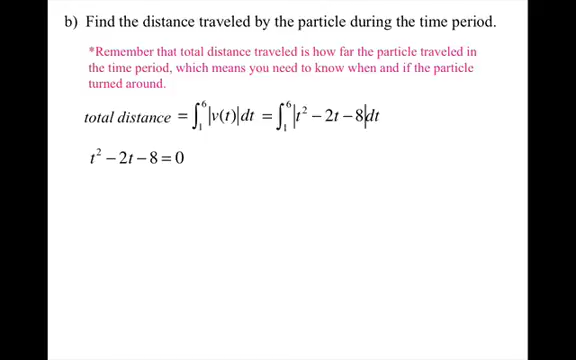 b) Find the distance traveled by the particle during the time period.
*Remember that total distance traveled is how far the particle traveled in
the time period, which means you need to know when and if the particle
turned around.
total distance = ∫₁⁶|v(t)|dt = ∫₁⁶|t² − 2t − 8|dt
t² − 2t − 8 = 0